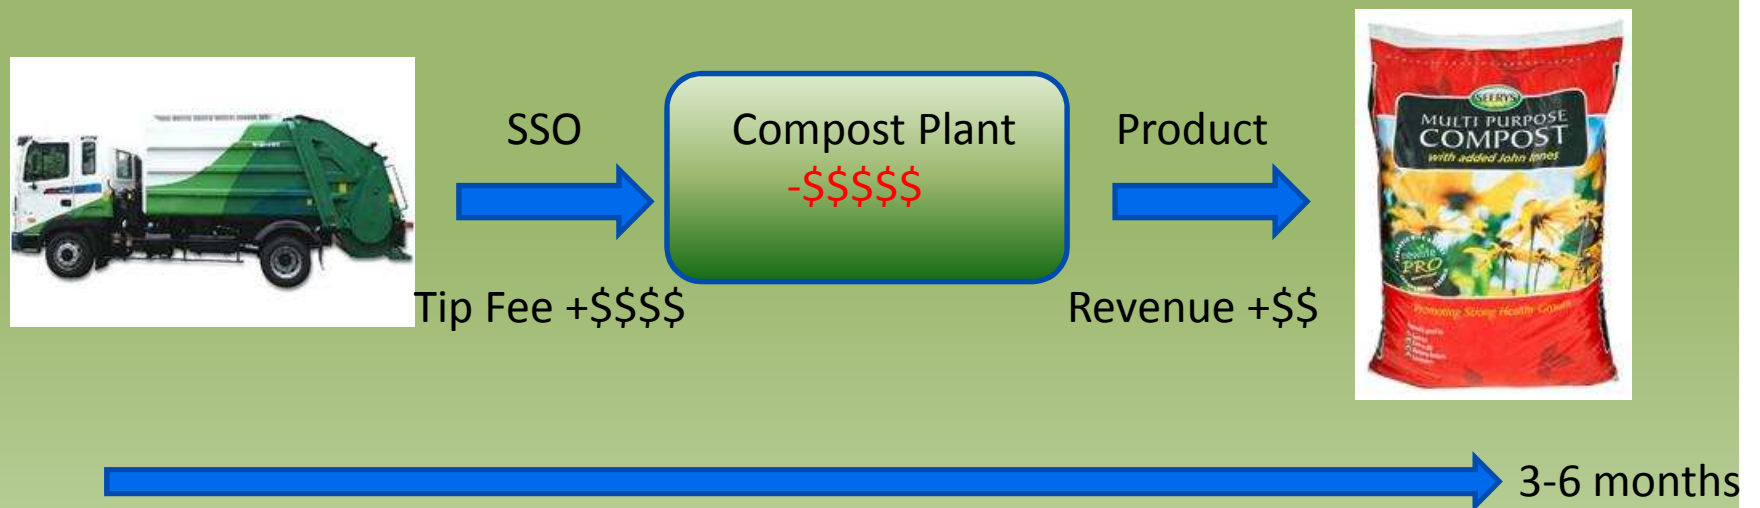 SSO
Compost Plant
-$$$$$
Product
Tip Fee +$$$$
Revenue +$$
SEERYS
MULTI PURPOSE
COMPOST
with added John Innes
PRO
Promoting Strong Healthy Growth
3-6 months